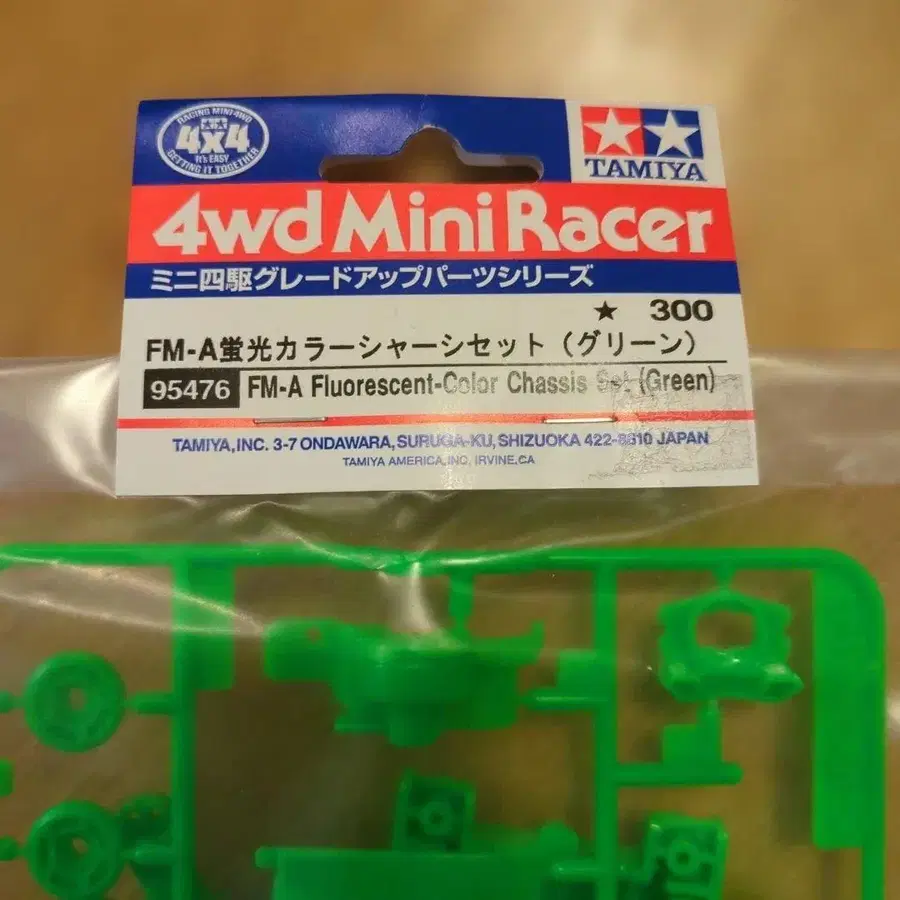 RACING MINI 4WD
4x4
It's EASY
GETTING IT TOGETHER
TAMIYA
4wd Mini Racer
ミニ四駆グレードアップパーツシリーズ
★ 300
FM-A蛍光カラーシャーシセット（グリーン）
95476 FM-A Fluorescent-Color Chassis Set (Green)
TAMIYA,INC. 3-7 ONDAWARA, SURUGA-KU, SHIZUOKA 422-8610 JAPAN
TAMIYA AMERICA,INC. IRVINE,CA